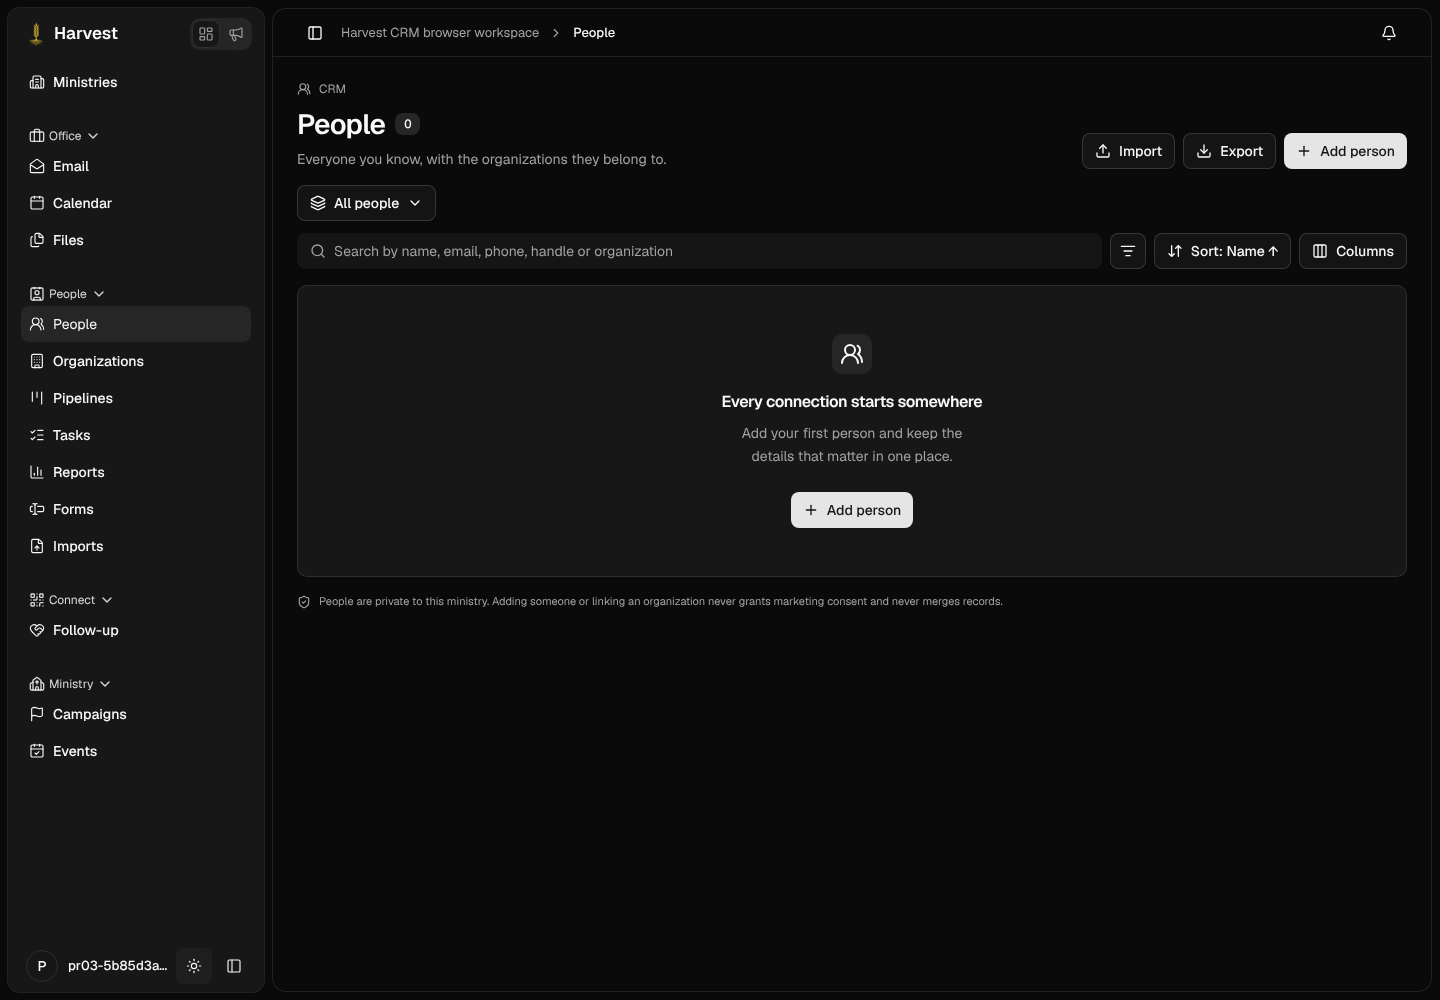 Harvest
Ministries
Office
Email
Calendar
Files
People
People
Organizations
Pipelines
Tasks
Reports
Forms
Imports
Connect
Follow-up
Ministry
Campaigns
Events
P pr03-5b85d3a...
Harvest CRM browser workspace > People
CRM
People 0
Everyone you know, with the organizations they belong to.
Import Export + Add person
All people
Search by name, email, phone, handle or organization
Sort: Name ↑ Columns
Every connection starts somewhere
Add your first person and keep the
details that matter in one place.
+ Add person
People are private to this ministry. Adding someone or linking an organization never grants marketing consent and never merges records.